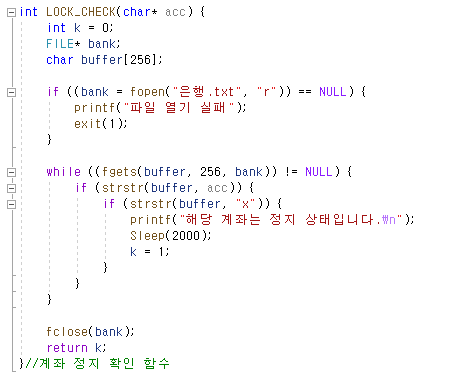 int LOCK_CHECK(char* acc) {
    int k = 0;
    FILE* bank;
    char buffer[256];

    if ((bank = fopen("은행.txt", "r")) == NULL) {
        printf("파일 열기 실패");
        exit(1);
    }

    while ((fgets(buffer, 256, bank)) != NULL) {
        if (strstr(buffer, acc)) {
            if (strstr(buffer, "x")) {
                printf("해당 계좌는 정지 상태입니다.₩n");
                Sleep(2000);
                k = 1;
            }
        }
    }

    fclose(bank);
    return k;
}//계좌 정지 확인 함수